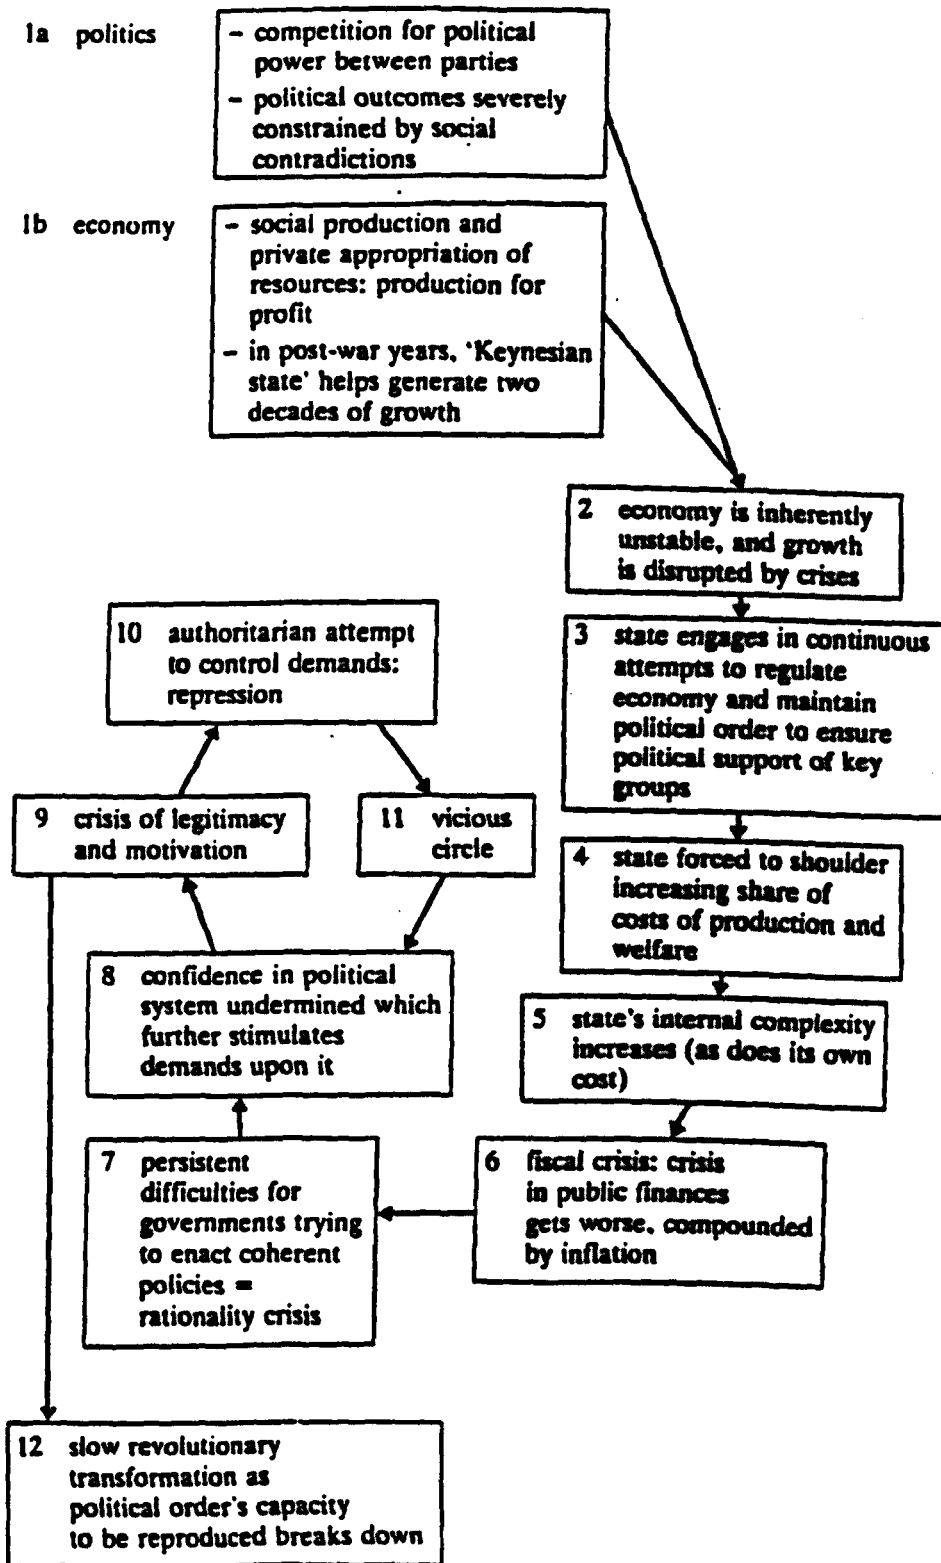 1a politics
– competition for political
power between parties
– political outcomes severely
constrained by social
contradictions
1b economy
– social production and
private appropriation of
resources: production for
profit
– in post-war years, 'Keynesian
state' helps generate two
decades of growth
2 economy is inherently
unstable, and growth
is disrupted by crises
3 state engages in continuous
attempts to regulate
economy and maintain
political order to ensure
political support of key
groups
4 state forced to shoulder
increasing share of
costs of production and
welfare
5 state's internal complexity
increases (as does its own
cost)
6 fiscal crisis: crisis
in public finances
gets worse, compounded
by inflation
7 persistent
difficulties for
governments trying
to enact coherent
policies =
rationality crisis
8 confidence in political
system undermined which
further stimulates
demands upon it
9 crisis of legitimacy
and motivation
10 authoritarian attempt
to control demands:
repression
11 vicious
circle
12 slow revolutionary
transformation as
political order's capacity
to be reproduced breaks down